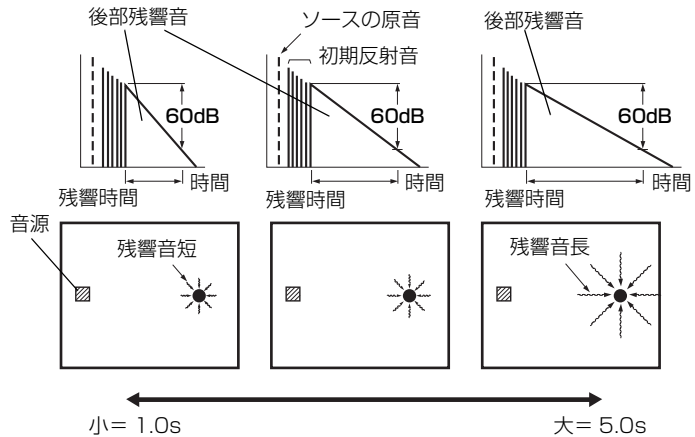 後部残響音
ソースの原音
初期反射音
後部残響音
60dB
60dB
60dB
時間
時間
時間
残響時間
残響時間
残響時間
音源
残響音短
残響音長
小= 1.0s
大= 5.0s